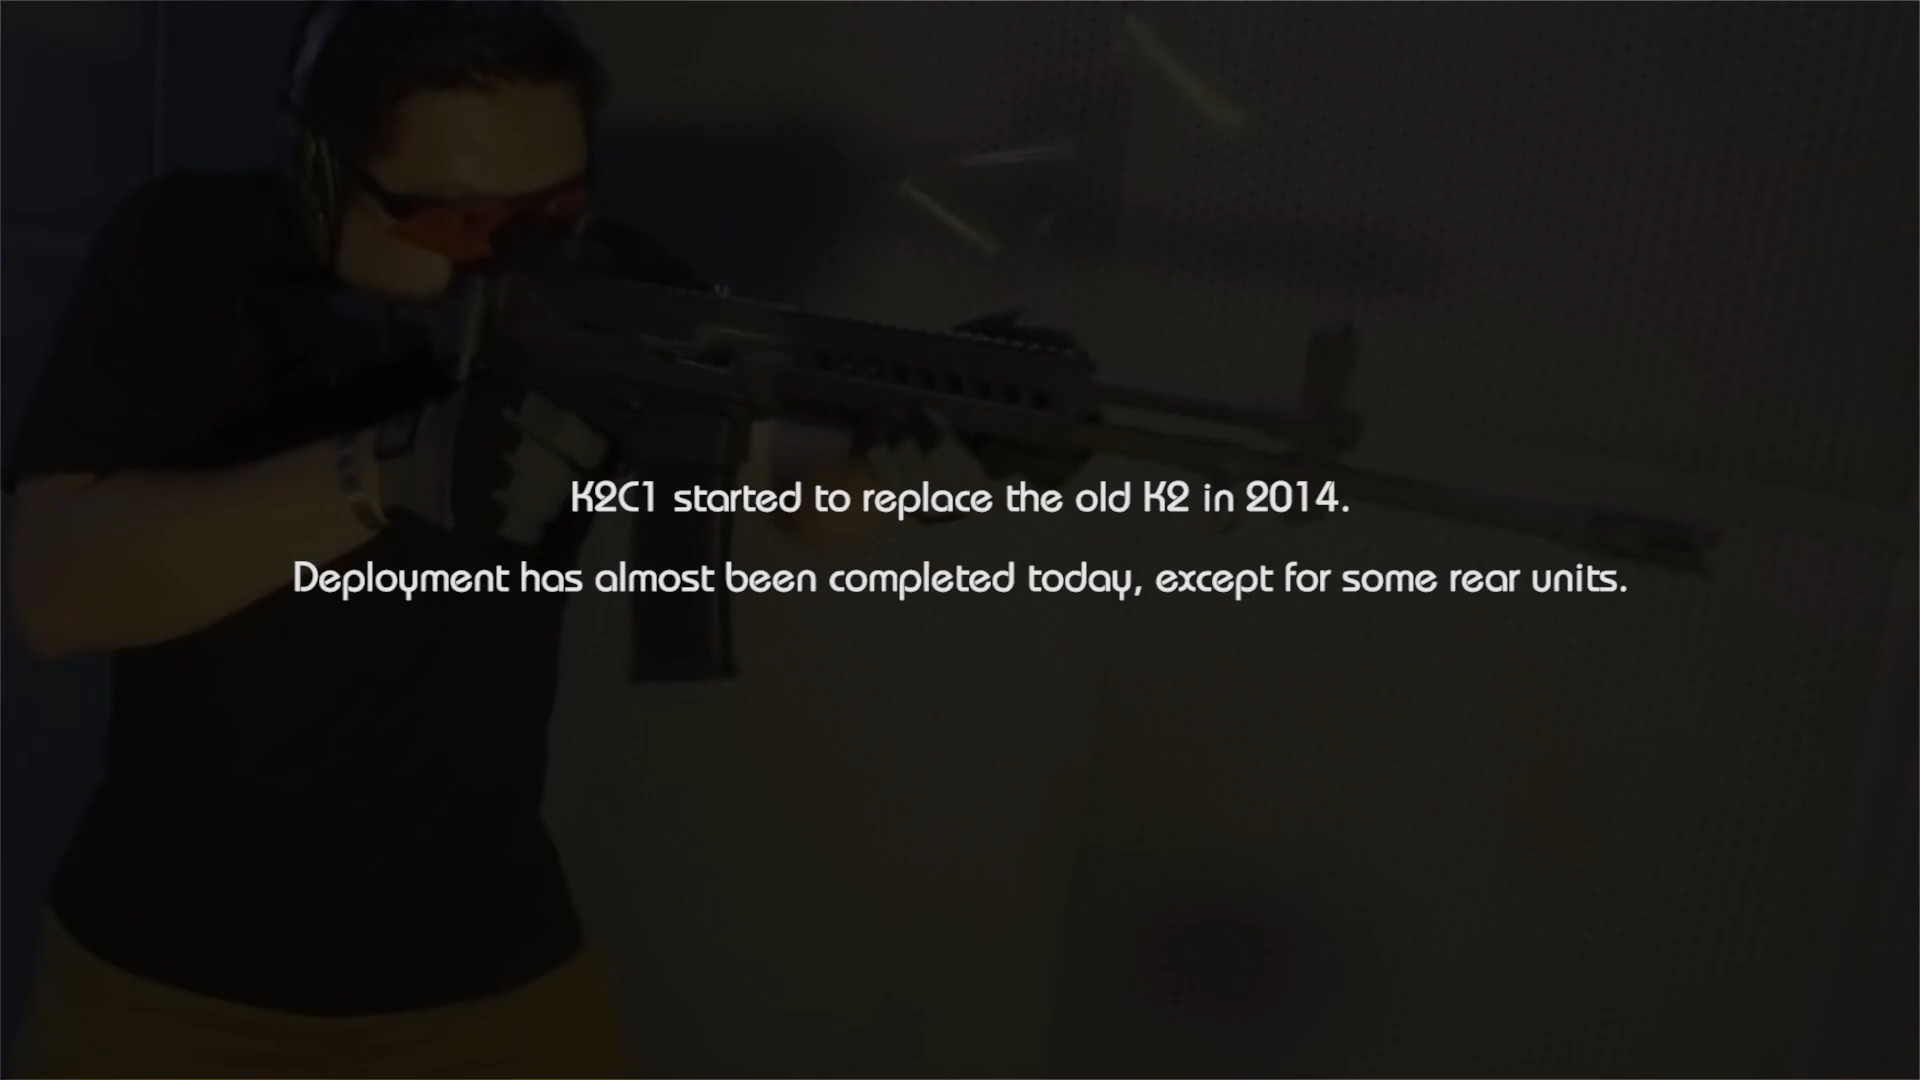 K2C1 started to replace the old K2 in 2014.
Deployment has almost been completed today, except for some rear units.